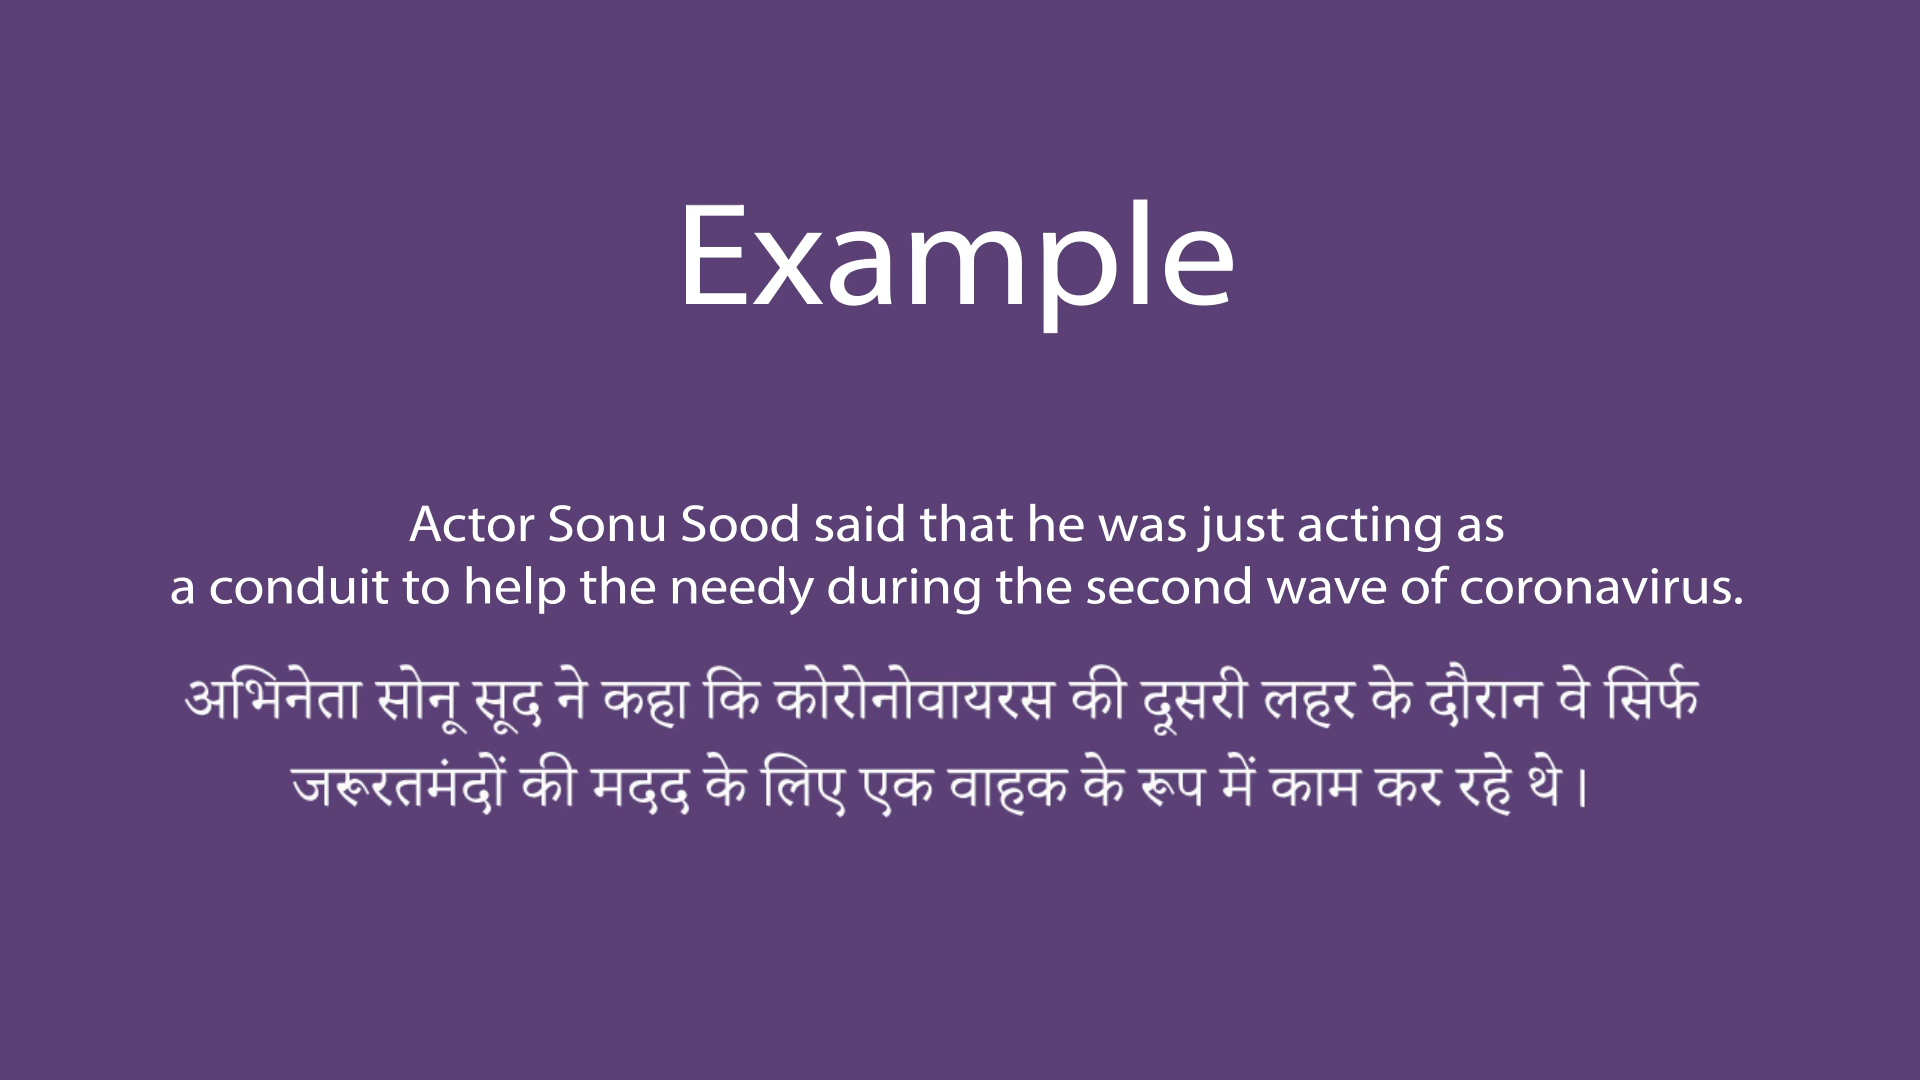 Example
Actor Sonu Sood said that he was just acting as
a conduit to help the needy during the second wave of coronavirus.
अभिनेता सोनू सूद ने कहा कि कोरोनोवायरस की दूसरी लहर के दौरान वे सिर्फ
जरूरतमंदों की मदद के लिए एक वाहक के रूप में काम कर रहे थे।